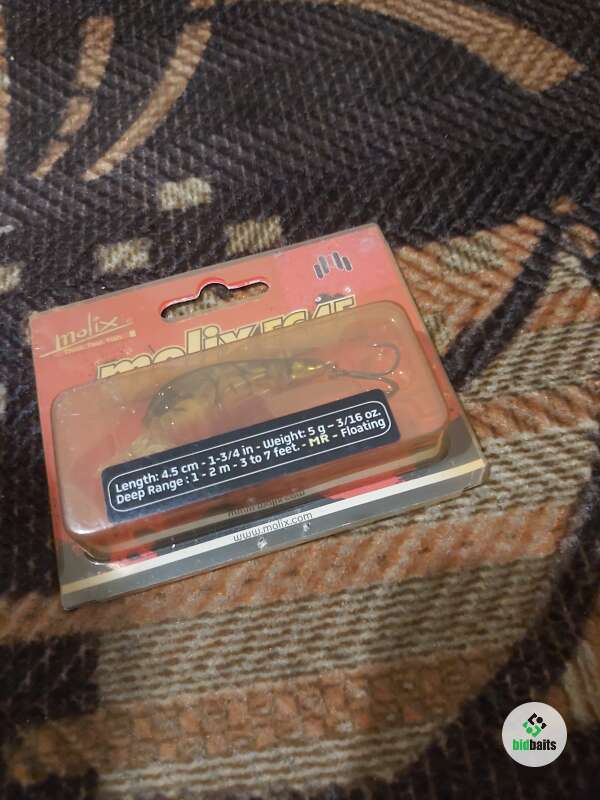 molix
molix
Length: 4.5 cm - 1-3/4 in - Weight: 5 g – 3/16 oz.
Deep Range : 1 - 2 m - 3 to 7 feet. - MR - Floating
www.molix.com
bidbaits